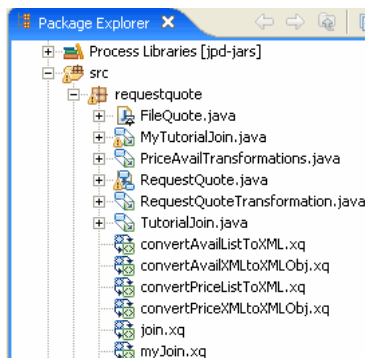 Package Explorer
Process Libraries [jpd-jars]
src
requestquote
FileQuote.java
MyTutorialJoin.java
PriceAvailTransformations.java
RequestQuote.java
RequestQuoteTransformation.java
TutorialJoin.java
convertAvailListToXML.xq
convertAvailXMLtoXMLObj.xq
convertPriceListToXML.xq
convertPriceXMLtoXMLObj.xq
join.xq
myJoin.xq